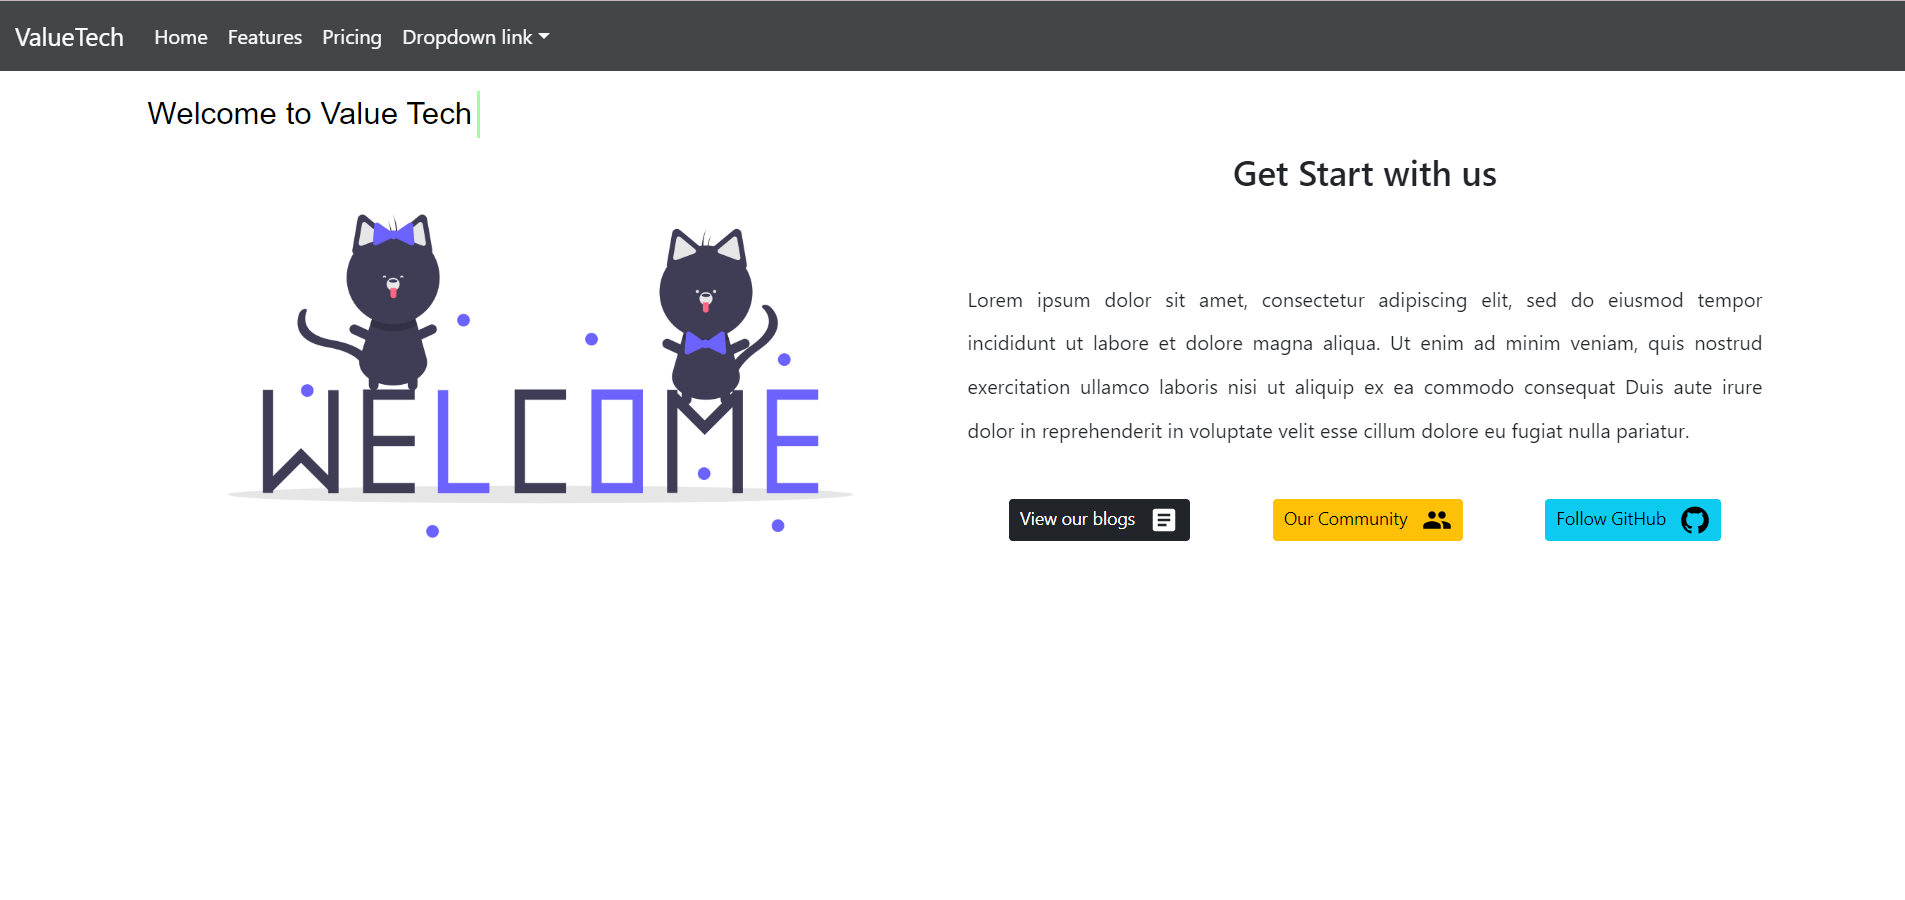 ValueTech Home Features Pricing Dropdown link
Welcome to Value Tech
WELCOME
Get Start with us
Lorem ipsum dolor sit amet, consectetur adipiscing elit, sed do eiusmod tempor
incididunt ut labore et dolore magna aliqua. Ut enim ad minim veniam, quis nostrud
exercitation ullamco laboris nisi ut aliquip ex ea commodo consequat Duis aute irure
dolor in reprehenderit in voluptate velit esse cillum dolore eu fugiat nulla pariatur.
View our blogs Our Community Follow GitHub